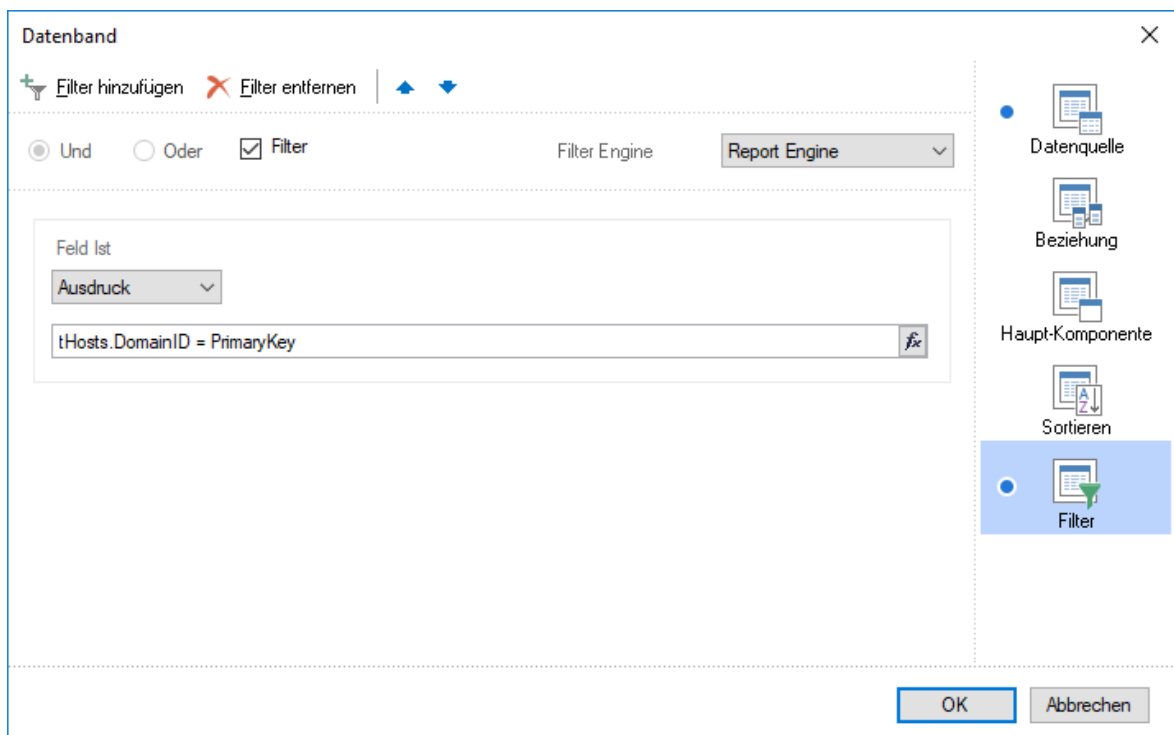 Datenband
Filter hinzufügen Filter entfernen
Und Oder Filter Filter Engine Report Engine
Feld Ist
Ausdruck
tHosts.DomainID = PrimaryKey fx
Datenquelle
Beziehung
Haupt-Komponente
A
Z
Sortieren
Filter
OK Abbrechen